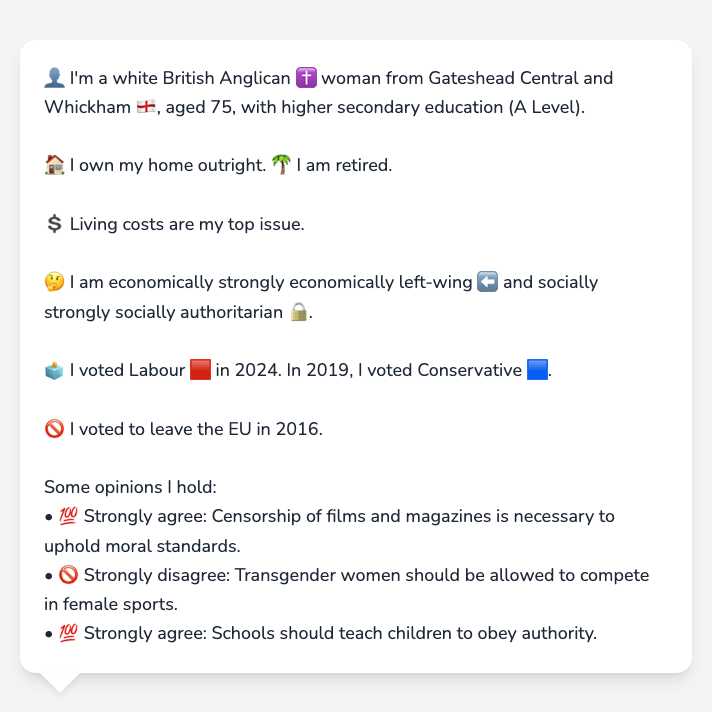 👤 I'm a white British Anglican ✝️ woman from Gateshead Central and
Whickham 🏴󠁧󠁢󠁥󠁮󠁧󠁿, aged 75, with higher secondary education (A Level).
🏠 I own my home outright. 🌴 I am retired.
💲 Living costs are my top issue.
🤔 I am economically strongly economically left-wing ⬅️ and socially
strongly socially authoritarian 🔒.
🗳️ I voted Labour 🟥 in 2024. In 2019, I voted Conservative 🟦.
🚫 I voted to leave the EU in 2016.
Some opinions I hold:
• 💯 Strongly agree: Censorship of films and magazines is necessary to
uphold moral standards.
• 🚫 Strongly disagree: Transgender women should be allowed to compete
in female sports.
• 💯 Strongly agree: Schools should teach children to obey authority.